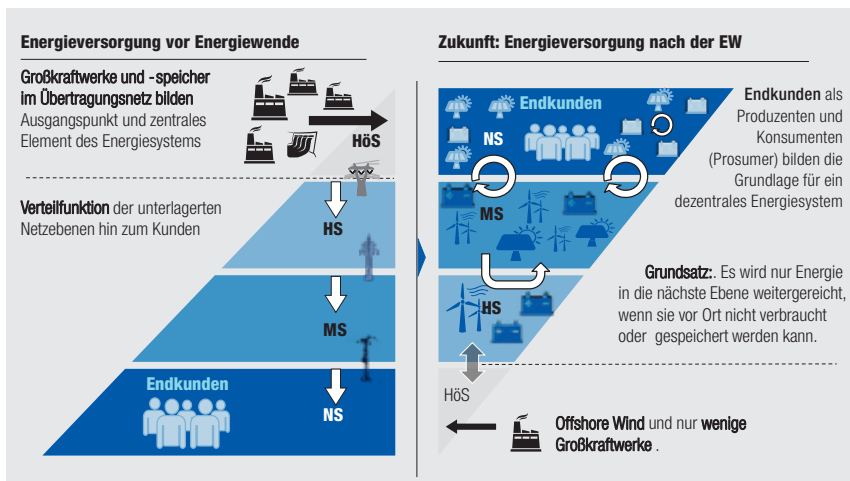 Energieversorgung vor Energiewende
Großkraftwerke und -speicher
im Übertragungsnetz bilden
Ausgangspunkt und zentrales
Element des Energiesystems
HöS
Verteilfunktion der unterlagerten
Netzebenen hin zum Kunden
HS
MS
Endkunden
NS
Zukunft: Energieversorgung nach der EW
Endkunden
NS
MS
HS
HöS
Endkunden als
Produzenten und
Konsumenten
(Prosumer) bilden die
Grundlage für ein
dezentrales Energiesystem
Grundsatz:. Es wird nur Energie
in die nächste Ebene weitergereicht,
wenn sie vor Ort nicht verbraucht
oder gespeichert werden kann.
Offshore Wind und nur wenige
Großkraftwerke .